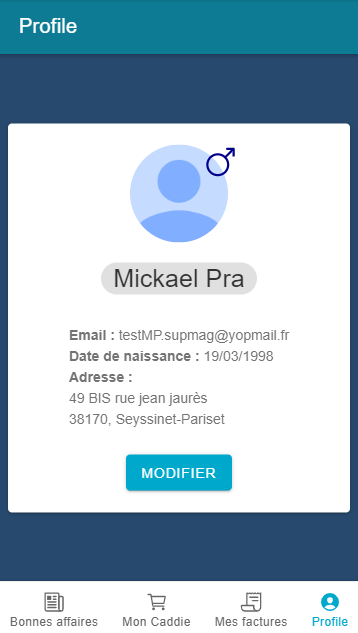 Profile
Mickael Pra
Email : testMP.supmag@yopmail.fr
Date de naissance : 19/03/1998
Adresse :
49 BIS rue jean jaurès
38170, Seyssinet-Pariset
MODIFIER
Bonnes affaires
Mon Caddie
Mes factures
Profile